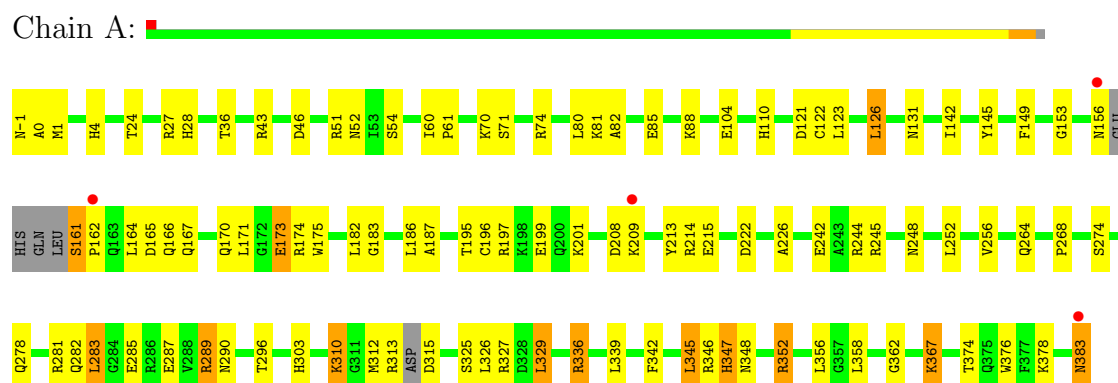 Chain A:
N-1 A0 M1 H4 T24 R27 H28 T36 R43 D46 R51 N52 I53 S54 I60 P61 K70 S71 R74 L80 K81 A82 E85 K88 E104 H110 D121 C122 L123 L126 N131 I142 Y145 F149 G153 N156 GLU
HIS GLN LEU S161 P162 Q163 L164 D165 Q166 Q167 Q170 L171 G172 E173 R174 W175 L182 G183 L186 A187 T195 C196 R197 K198 E199 Q200 K201 D208 K209 Y213 R214 E215 D222 A226 E242 A243 R244 R245 N248 L252 V256 Q264 P268 S274
Q278 R281 Q282 L283 G284 E285 R286 E287 V288 R289 N290 T296 H303 K310 G311 M312 R313 ASP D315 S325 L326 R327 D328 L329 R336 L339 F342 L345 R346 H347 N348 R352 L356 G357 L358 G362 K367 T374 Q375 W376 F377 K378 N383